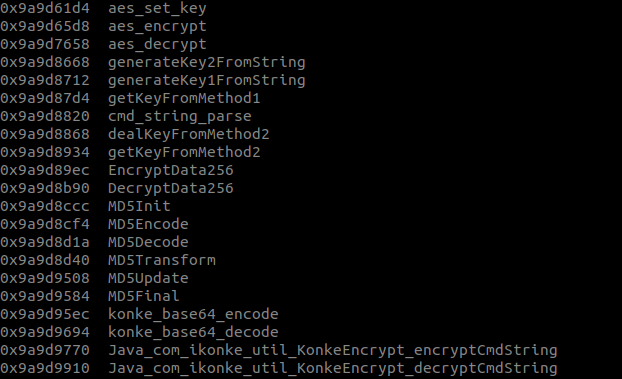 0x9a9d61d4  aes_set_key
0x9a9d65d8  aes_encrypt
0x9a9d7658  aes_decrypt
0x9a9d8668  generateKey2FromString
0x9a9d8712  generateKey1FromString
0x9a9d87d4  getKeyFromMethod1
0x9a9d8820  cmd_string_parse
0x9a9d8868  dealKeyFromMethod2
0x9a9d8934  getKeyFromMethod2
0x9a9d89ec  EncryptData256
0x9a9d8b90  DecryptData256
0x9a9d8ccc  MD5Init
0x9a9d8cf4  MD5Encode
0x9a9d8d1a  MD5Decode
0x9a9d8d40  MD5Transform
0x9a9d9508  MD5Update
0x9a9d9584  MD5Final
0x9a9d95ec  konke_base64_encode
0x9a9d9694  konke_base64_decode
0x9a9d9770  Java_com_ikonke_util_KonkeEncrypt_encryptCmdString
0x9a9d9910  Java_com_ikonke_util_KonkeEncrypt_decryptCmdString